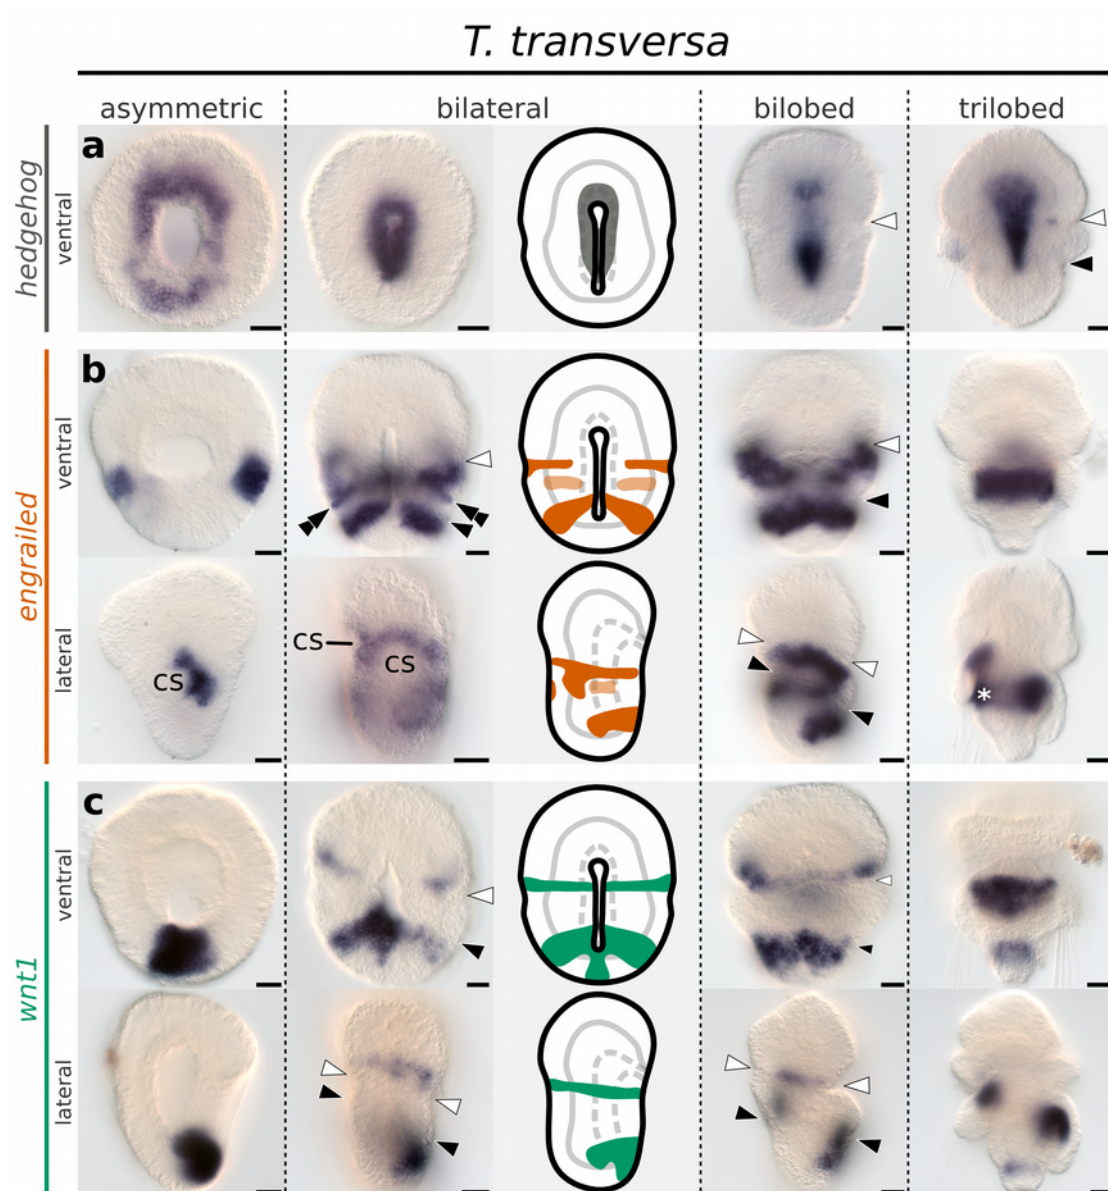 T. transversa
asymmetric bilateral bilobed trilobed
a
hedgehog
ventral
b
engrailed
ventral
lateral
cs
cs
cs
*
c
wnt1
ventral
lateral